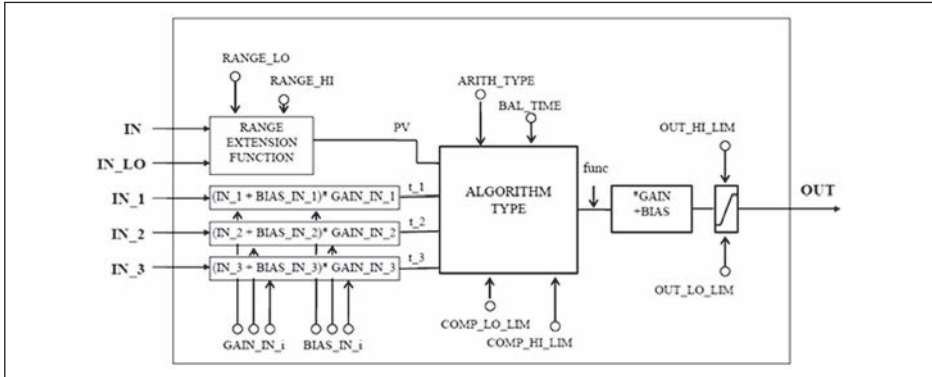 RANGE_LO
RANGE_HI
ARITH_TYPE
BAL_TIME
OUT_HI_LIM
IN
IN_LO
RANGE
EXTENSION
FUNCTION
PV
func
IN_1
(IN_1 + BIAS_IN_1)* GAIN_IN_1
t_1
ALGORITHM
TYPE
*GAIN
+BIAS
OUT
IN_2
(IN_2 + BIAS_IN_2)* GAIN_IN_2
t_2
IN_3
(IN_3 + BIAS_IN_3)* GAIN_IN_3
t_3
OUT_LO_LIM
COMP_LO_LIM
COMP_HI_LIM
GAIN_IN_i
BIAS_IN_i